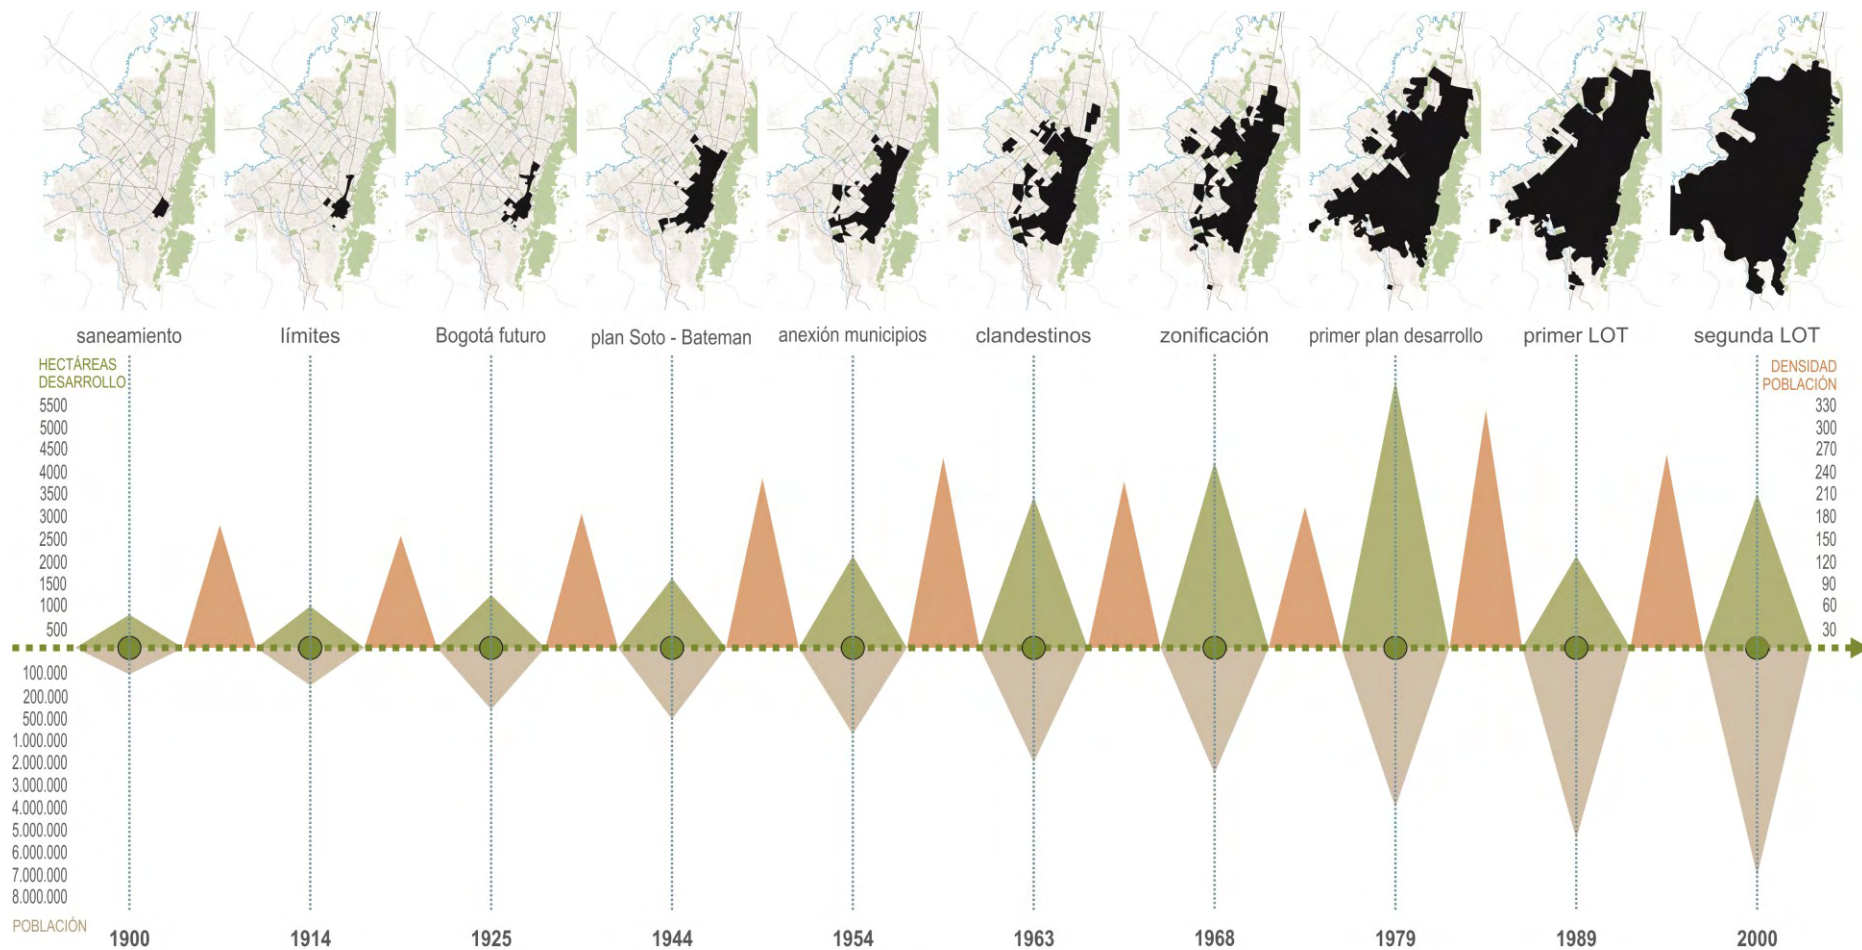 saneamiento
límites
Bogotá futuro
plan Soto - Bateman
anexión municipios
clandestinos
zonificación
primer plan desarrollo
primer LOT
segunda LOT
HECTÁREAS
DESARROLLO
5500
5000
4500
4000
3500
3000
2500
2000
1500
1000
500
DENSIDAD
POBLACIÓN
330
300
270
240
210
180
150
120
90
60
30
100.000
200.000
500.000
1.000.000
2.000.000
3.000.000
4.000.000
5.000.000
6.000.000
7.000.000
8.000.000
POBLACIÓN
1900
1914
1925
1944
1954
1963
1968
1979
1989
2000